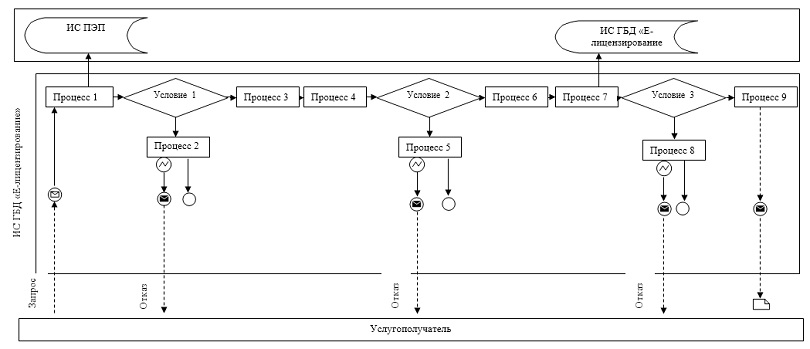 ИС ПЭП
ИС ГБД «Е-
лицензирование
ИС ГБД «Е-лицензирование»
Процесс 1
Условие 1
Процесс 3
Процесс 4
Условие 2
Процесс 6
Процесс 7
Условие 3
Процесс 9
Процесс 2
Процесс 5
Процесс 8
Запрос
Отказ
Отказ
Отказ
Услугополучатель